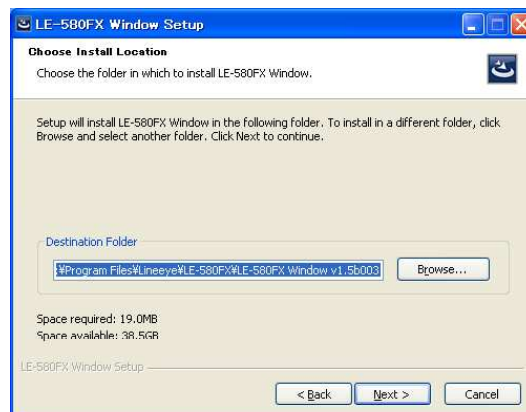 LE-580FX Window Setup
Choose Install Location
Choose the folder in which to install LE-580FX Window.
Setup will install LE-580FX Window in the following folder. To install in a different folder, click
Browse and select another folder. Click Next to continue.
Destination Folder
:¥Program Files¥Lineeye¥LE-580FX¥LE-580FX Window v1.5b003
Browse...
Space required: 19.0MB
Space available: 38.5GB
LE-580FX Window Setup
< Back
Next >
Cancel